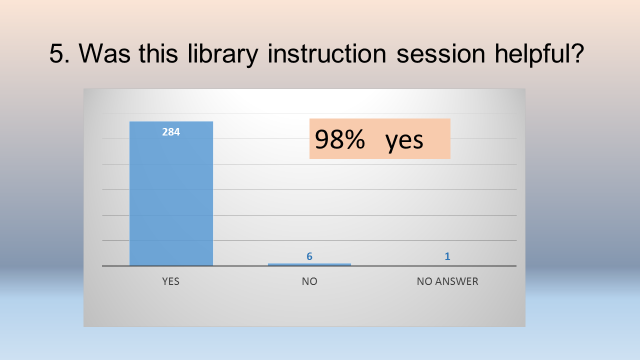 5. Was this library instruction session helpful?
98% yes
284
6
1
YES
NO
NO ANSWER